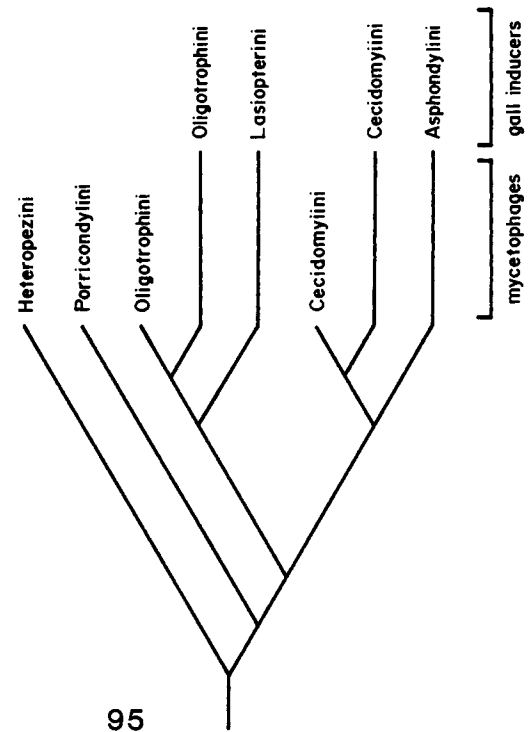 Heteropezini
Porricondylini
Oligotrophini
Oligotrophini
Lasiopterini
Cecidomyiini
Cecidomyiini
Asphondylini
mycetophages
gall inducers
95